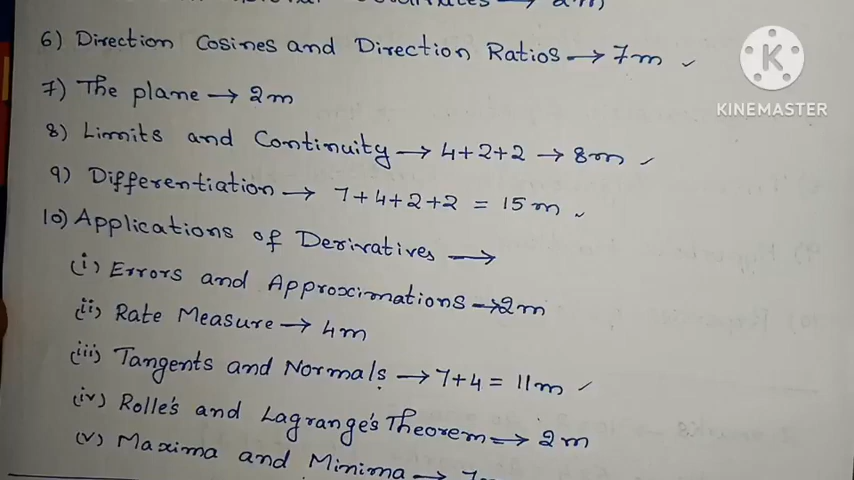 6) Direction Cosines and Direction Ratios → 7m ✓
K
KINEMASTER
7) The plane → 2m
8) Limits and Continuity → 4+2+2 → 8m ✓
9) Differentiation → 7+4+2+2 = 15m ✓
10) Applications of Derivatives →
(i) Errors and Approximations → 2m
(ii) Rate Measure → 4m
(iii) Tangents and Normals → 7+4 = 11m ✓
(iv) Rolle's and Lagrange's Theorem → 2m
(v) Maxima and Minima →